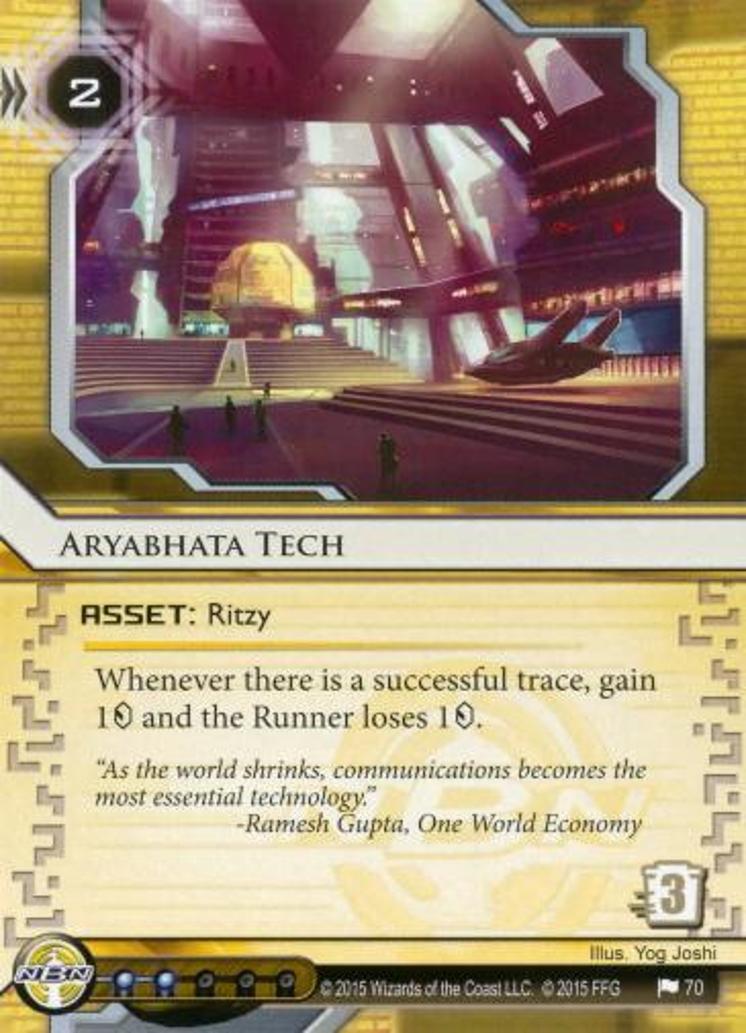 2
ARYABHATA TECH
ASSET: Ritzy
Whenever there is a successful trace, gain
1 and the Runner loses 1.
"As the world shrinks, communications becomes the
most essential technology."
-Ramesh Gupta, One World Economy
3
Illus. Yog Joshi
NBN
© 2015 Wizards of the Coast LLC. © 2015 FFG
70